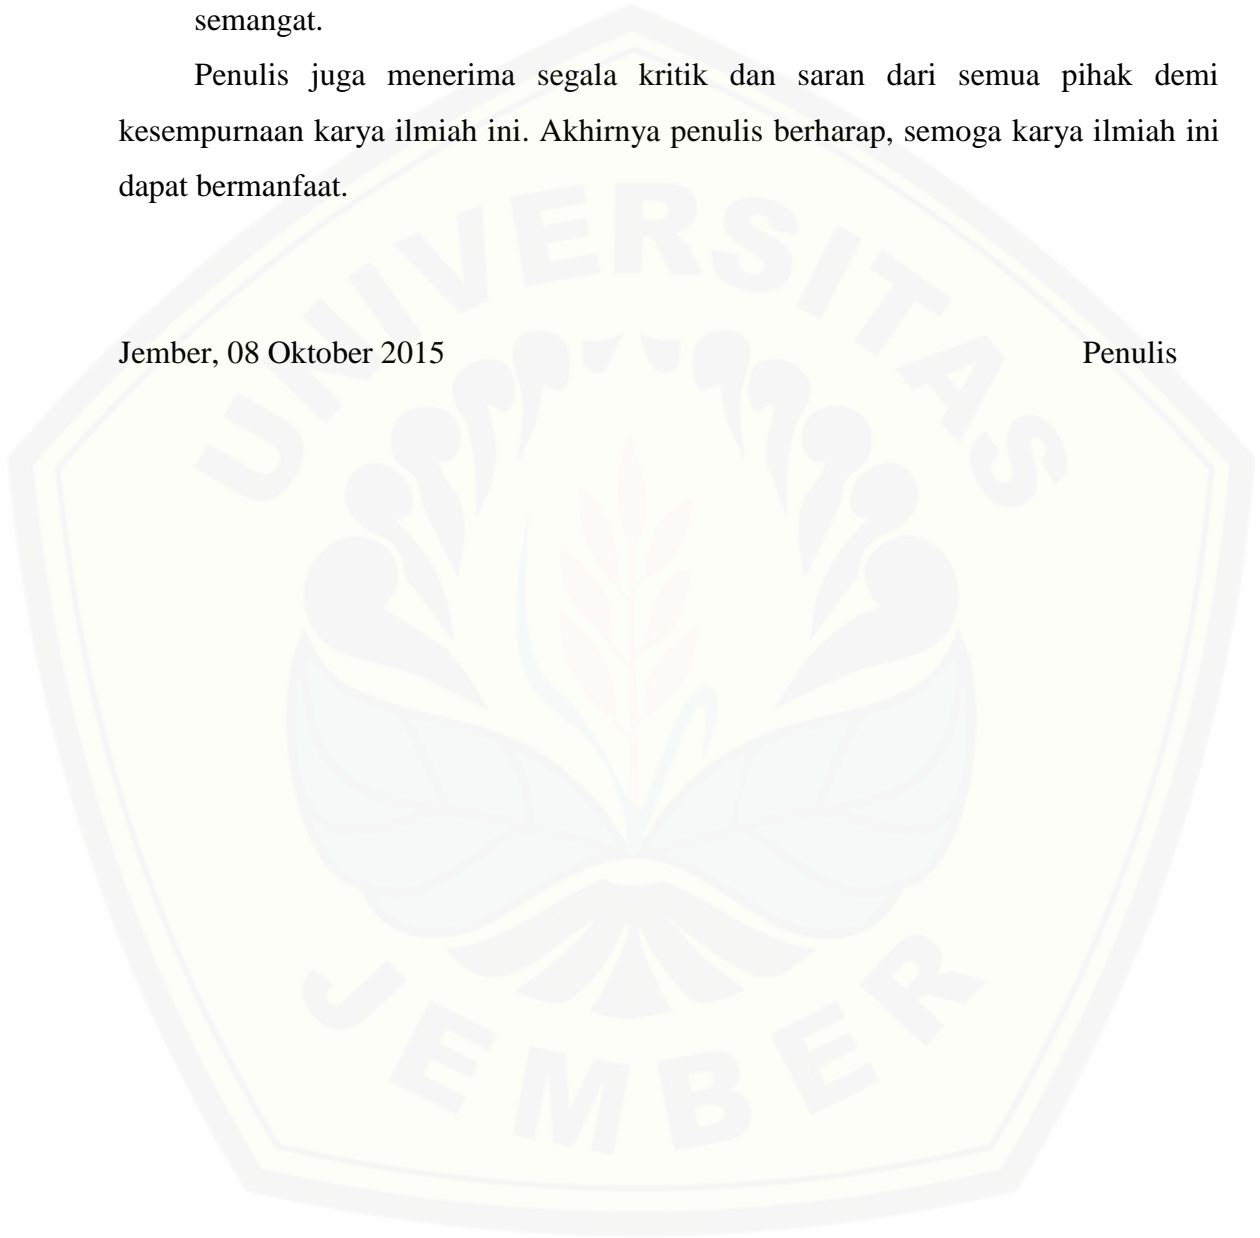 semangat.
Penulis juga menerima segala kritik dan saran dari semua pihak demi
kesempurnaan karya ilmiah ini. Akhirnya penulis berharap, semoga karya ilmiah ini
dapat bermanfaat.
Jember, 08 Oktober 2015 Penulis
UNIVERSITAS
JEMBER